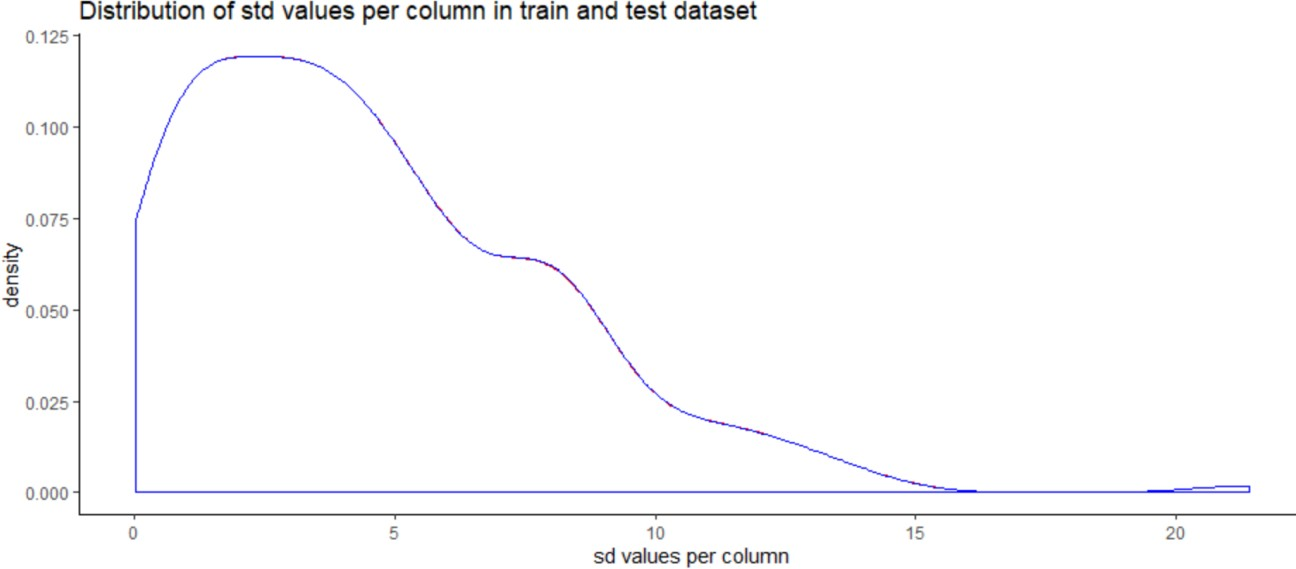 Distribution of std values per column in train and test dataset
0.125
0.100
0.075
0.050
0.025
0.000
density
0 5 10 15 20
sd values per column